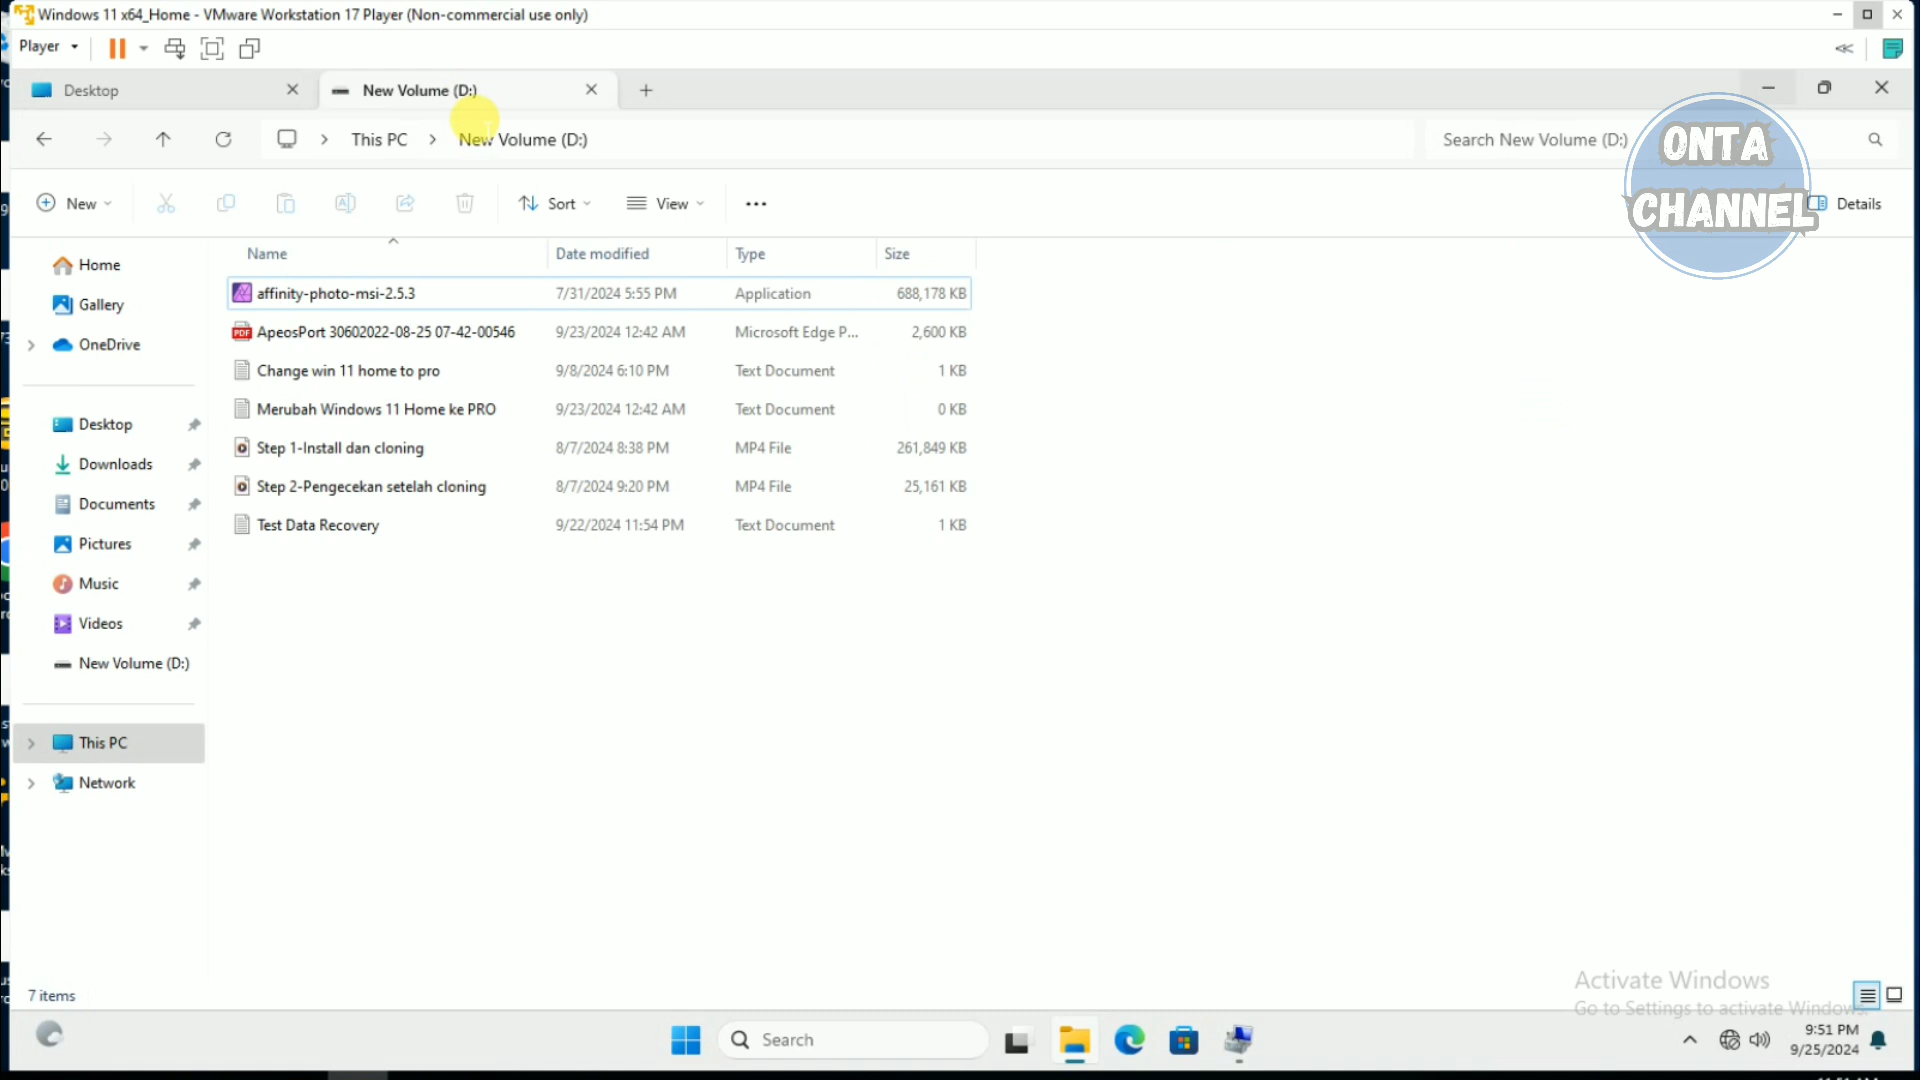 Windows 11 x64_Home - VMware Workstation 17 Player (Non-commercial use only)
Player
Desktop
New Volume (D:)
This PC
New Volume (D:)
Search New Volume (D:)
ONTA
CHANNEL
New
Sort
View
Details
Name
Date modified
Type
Size
Home
Gallery
OneDrive
Desktop
Downloads
Documents
Pictures
Music
Videos
New Volume (D:)
This PC
Network
affinity-photo-msi-2.5.3 7/31/2024 5:55 PM Application 688,178 KB
PDF ApeosPort 30602022-08-25 07-42-00546 9/23/2024 12:42 AM Microsoft Edge P... 2,600 KB
Change win 11 home to pro 9/8/2024 6:10 PM Text Document 1 KB
Merubah Windows 11 Home ke PRO 9/23/2024 12:42 AM Text Document 0 KB
Step 1-Install dan cloning 8/7/2024 8:38 PM MP4 File 261,849 KB
Step 2-Pengecekan setelah cloning 8/7/2024 9:20 PM MP4 File 25,161 KB
Test Data Recovery 9/22/2024 11:54 PM Text Document 1 KB
7 items
Activate Windows
Go to Settings to activate Windows.
Search
9:51 PM
9/25/2024